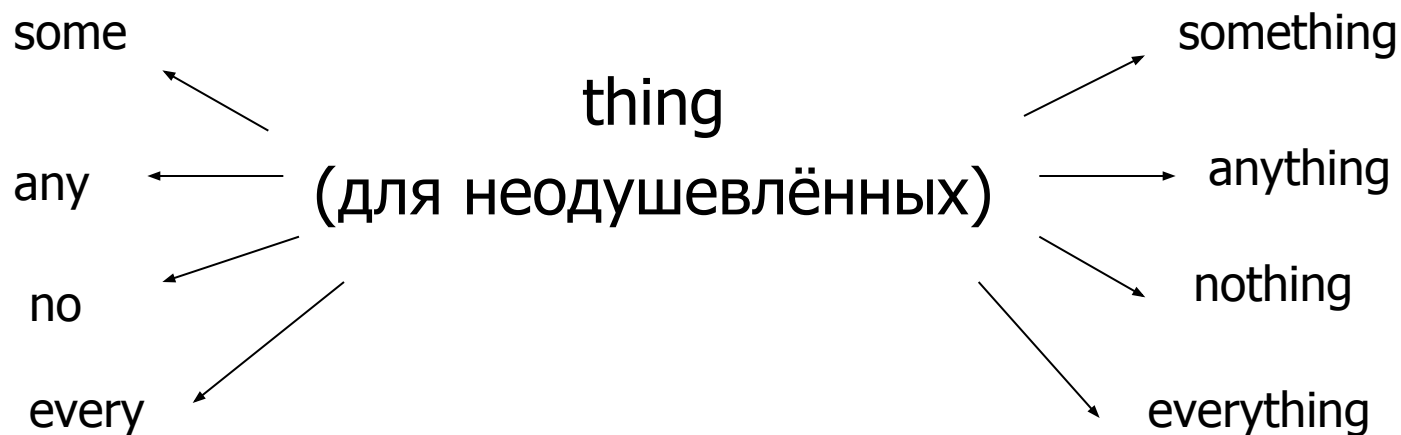 some
something
thing
any
(для неодушевлённых)
anything
no
nothing
every
everything